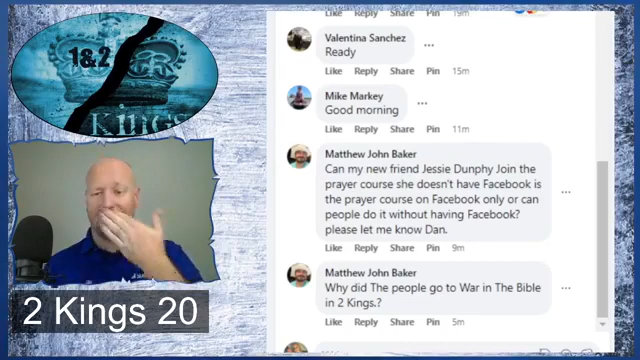 1&2
Kings
2 Kings 20
Like Reply Share Pin 19m
Valentina Sanchez
Ready
Like Reply Share Pin 15m
Mike Markey
Good morning
Like Reply Share Pin 11m
Matthew John Baker
Can my new friend Jessie Dunphy Join the
prayer course she doesn't have Facebook is
the prayer course on Facebook only or can
people do it without having Facebook?
please let me know Dan.
Like Reply Share Pin 9m
Matthew John Baker
Why did The people go to War in The Bible
in 2 Kings.?
Like Reply Share Pin 5m